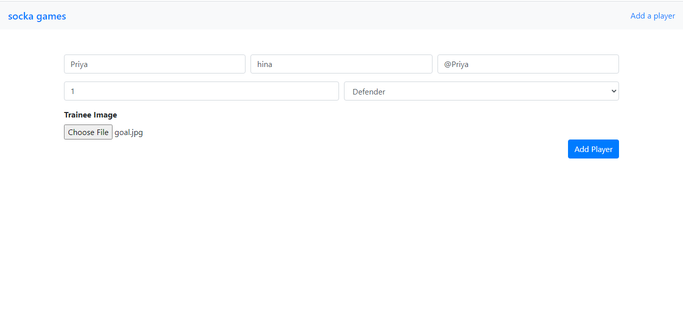 socka games Add a player
Priya hina @Priya
1 Defender
Trainee Image
Choose File goal.jpg
Add Player